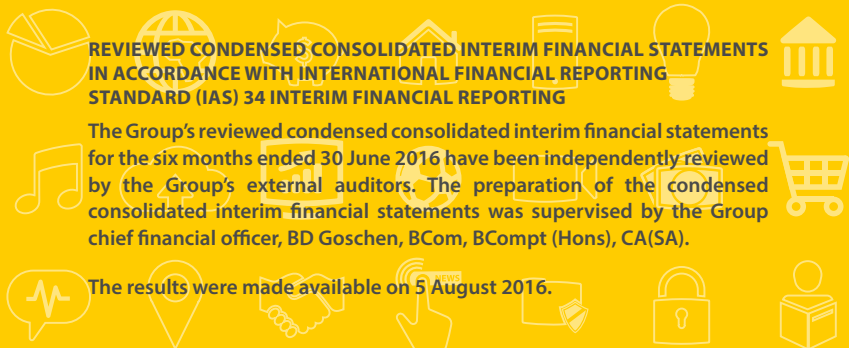 REVIEWED CONDENSED CONSOLIDATED INTERIM FINANCIAL STATEMENTS
IN ACCORDANCE WITH INTERNATIONAL FINANCIAL REPORTING
STANDARD (IAS) 34 INTERIM FINANCIAL REPORTING
The Group's reviewed condensed consolidated interim financial statements
for the six months ended 30 June 2016 have been independently reviewed
by the Group's external auditors. The preparation of the condensed
consolidated interim financial statements was supervised by the Group
chief financial officer, BD Goschen, BCom, BCompt (Hons), CA(SA).
NEWS
The results were made available on 5 August 2016.